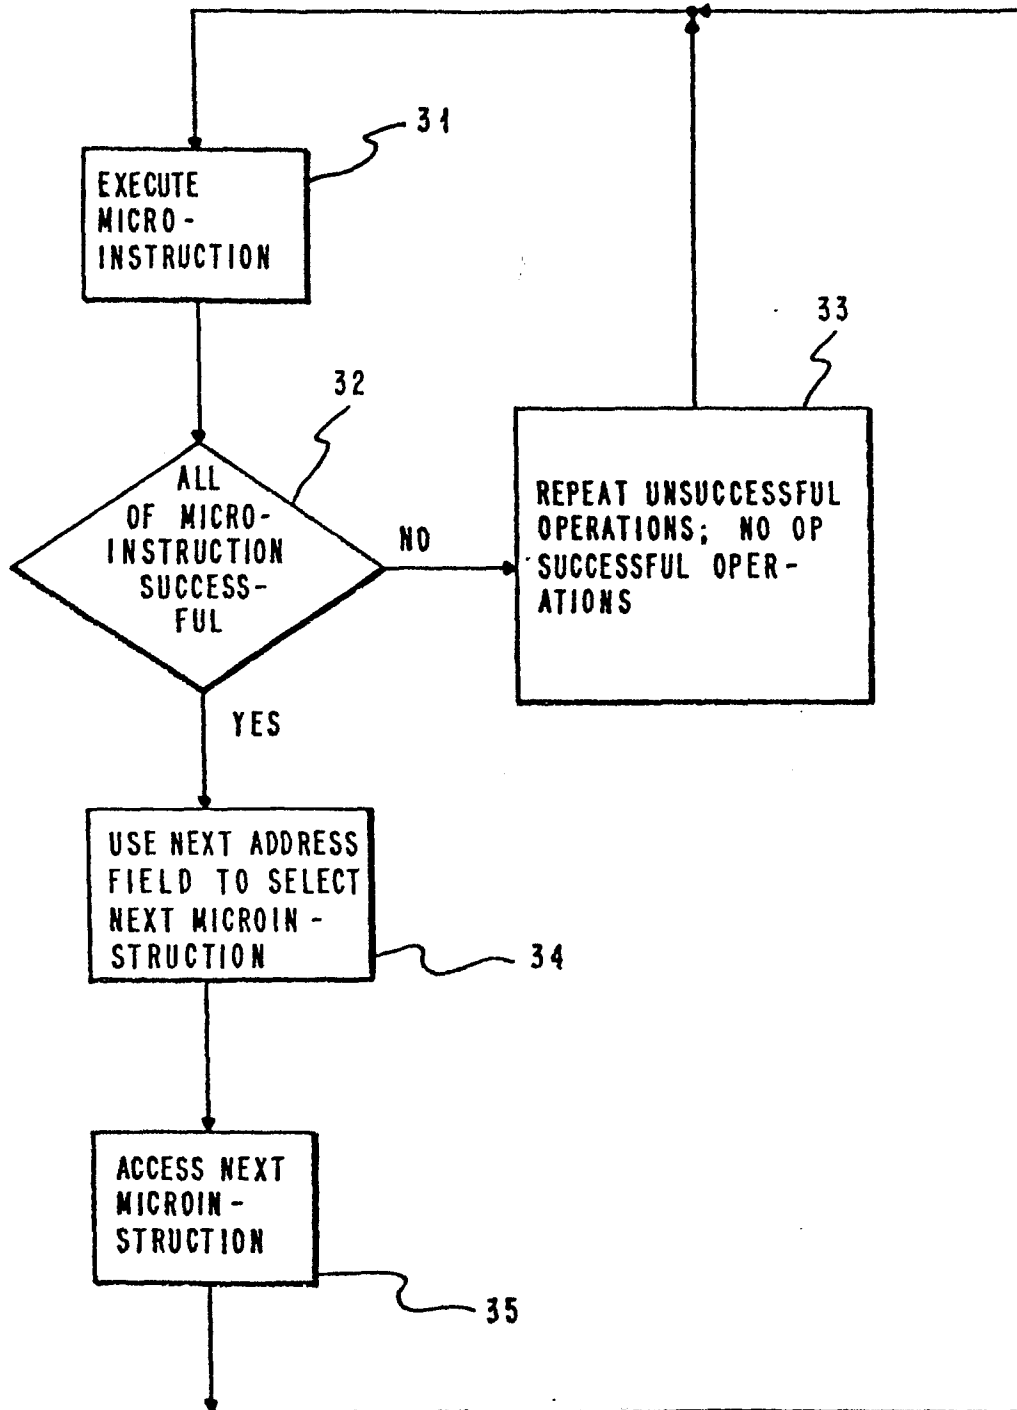 31
EXECUTE
MICRO-
INSTRUCTION
33
32
ALL
OF MICRO-
INSTRUCTION
SUCCESS-
FUL
NO
REPEAT UNSUCCESSFUL
OPERATIONS; NO OP
SUCCESSFUL OPER-
ATIONS
YES
USE NEXT ADDRESS
FIELD TO SELECT
NEXT MICROIN-
STRUCTION
34
ACCESS NEXT
MICROIN-
STRUCTION
35